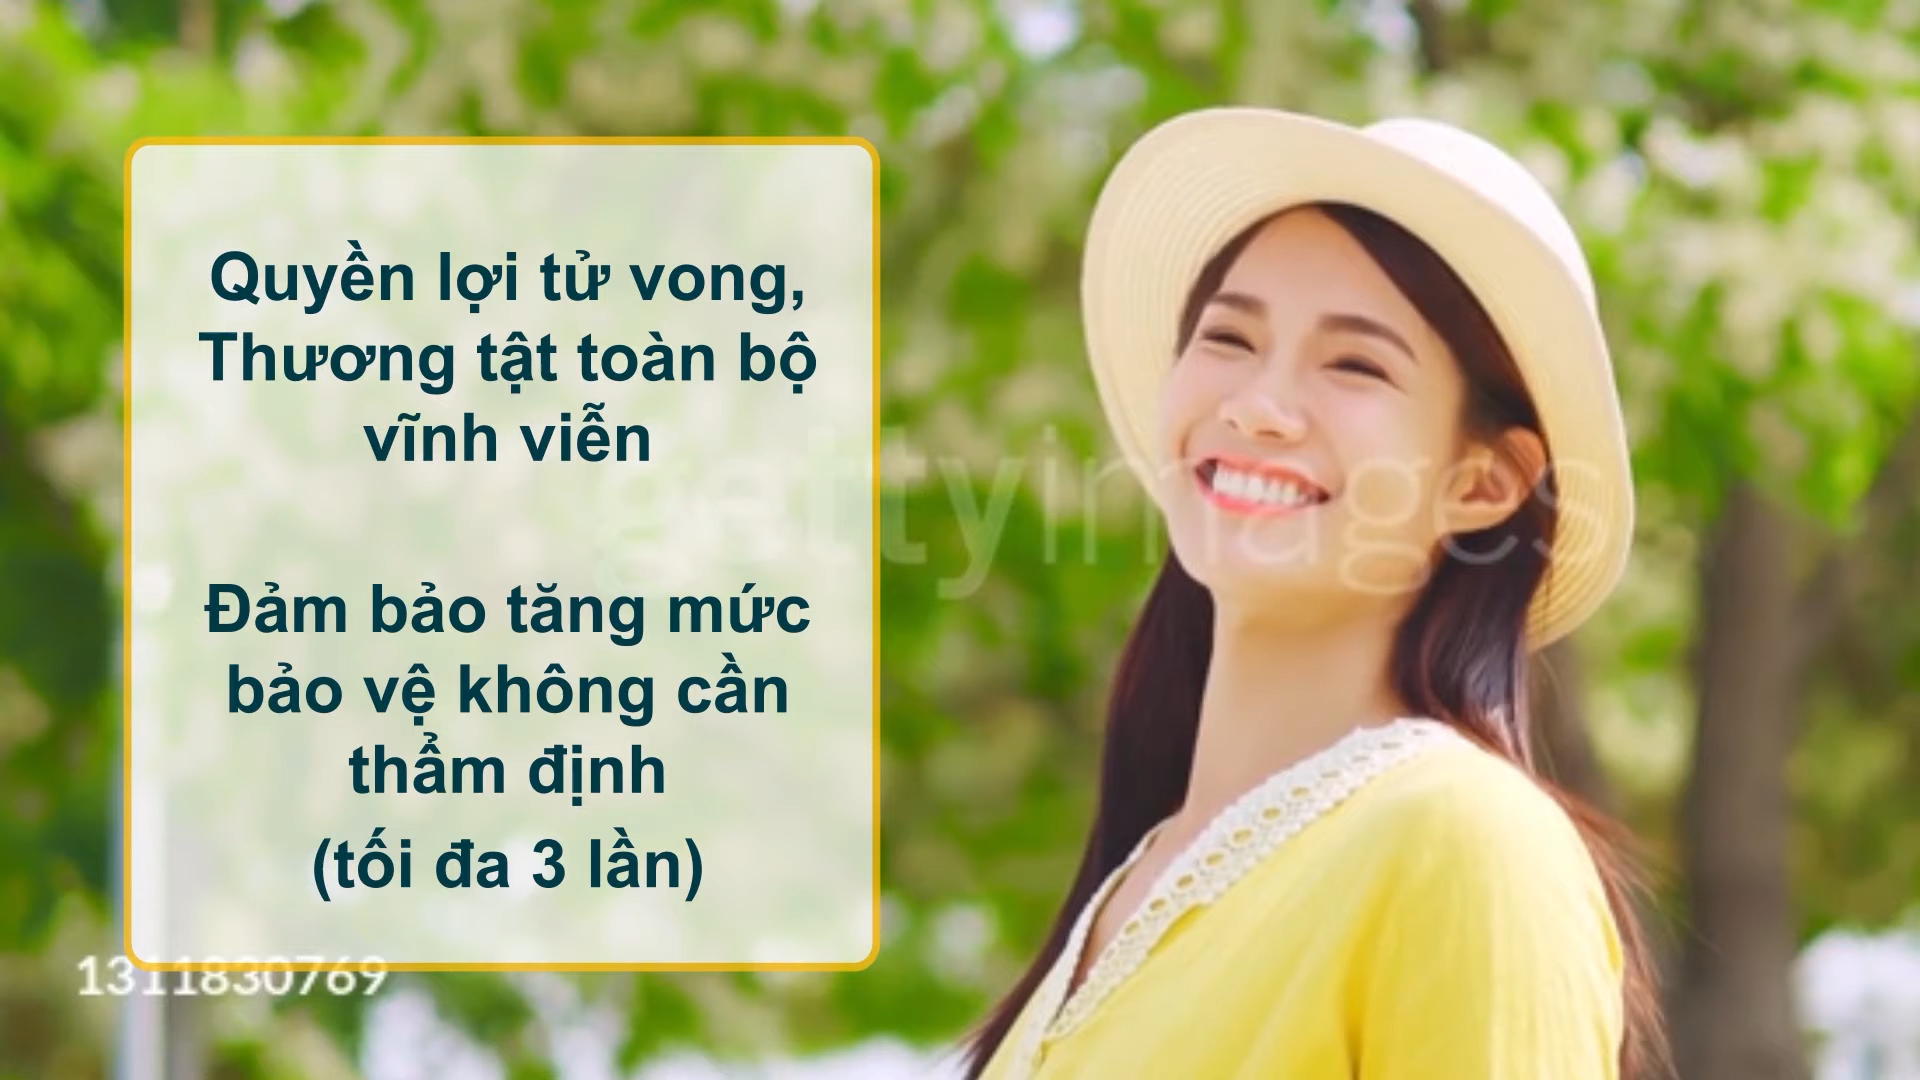 Quyền lợi tử vong,
Thương tật toàn bộ
vĩnh viễn
gettyimages
Đảm bảo tăng mức
bảo vệ không cần
thẩm định
(tối đa 3 lần)
1311830769